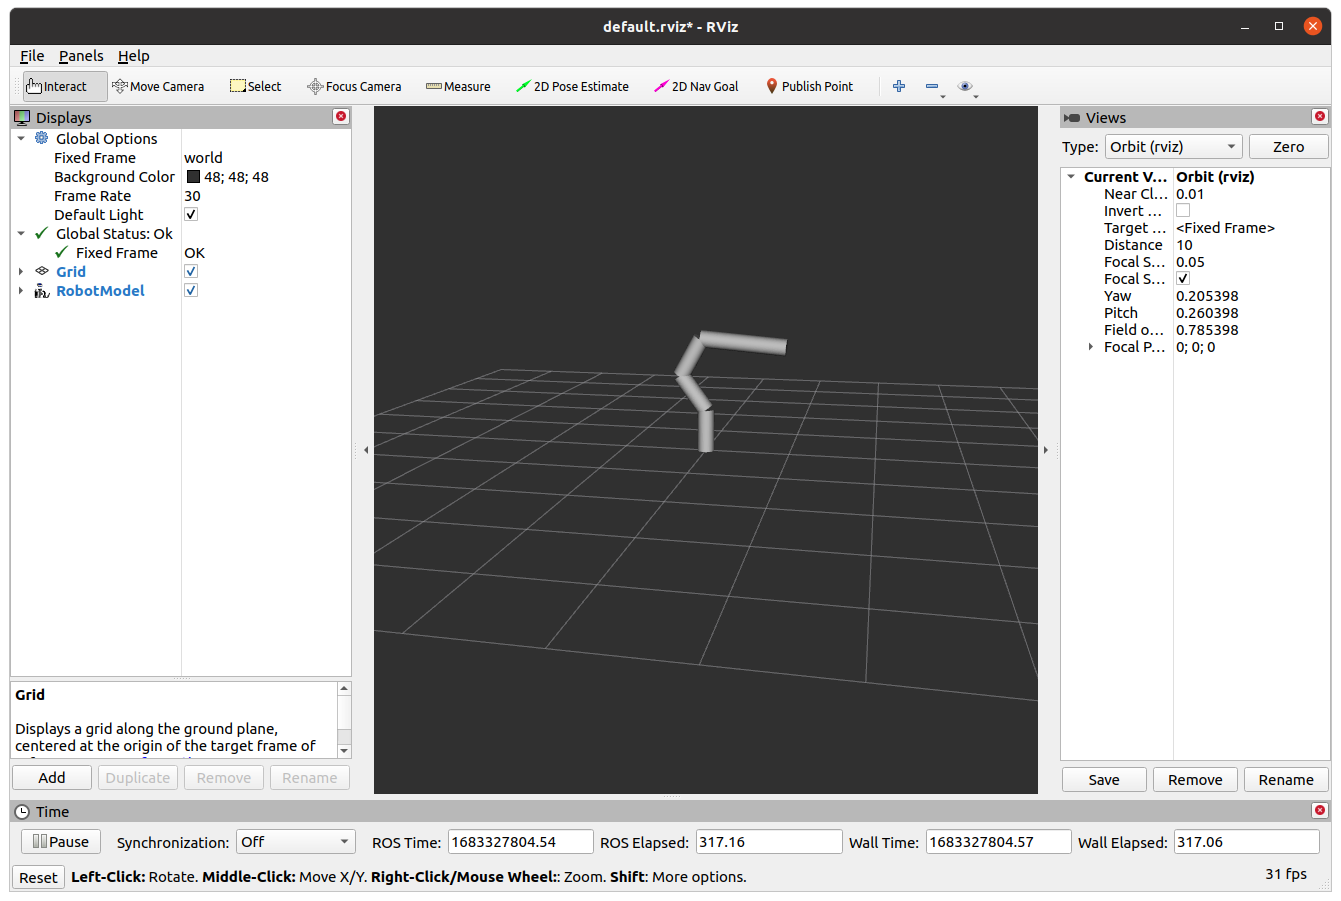 default.rviz* - RViz
File Panels Help
Interact Move Camera Select Focus Camera Measure 2D Pose Estimate 2D Nav Goal Publish Point
Displays
Global Options
Fixed Frame world
Background Color 48; 48; 48
Frame Rate 30
Default Light
Global Status: Ok
Fixed Frame OK
Grid
RobotModel
Grid
Displays a grid along the ground plane,
centered at the origin of the target frame of
Add Duplicate Remove Rename
Views
Type: Orbit (rviz) Zero
Current V... Orbit (rviz)
Near Cl... 0.01
Invert ...
Target ... <Fixed Frame>
Distance 10
Focal S... 0.05
Focal S...
Yaw 0.205398
Pitch 0.260398
Field o... 0.785398
Focal P... 0; 0; 0
Save Remove Rename
Time
Pause Synchronization: Off ROS Time: 1683327804.54 ROS Elapsed: 317.16 Wall Time: 1683327804.57 Wall Elapsed: 317.06
Reset Left-Click: Rotate. Middle-Click: Move X/Y. Right-Click/Mouse Wheel:: Zoom. Shift: More options. 31 fps